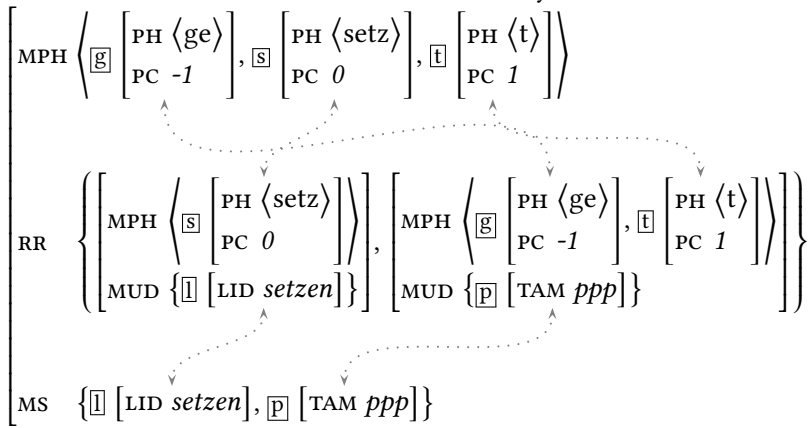 MPH ⟨ g [PH ⟨ge⟩, PC -1], s [PH ⟨setz⟩, PC 0], t [PH ⟨t⟩, PC 1] ⟩
RR { [MPH ⟨ s [PH ⟨setz⟩, PC 0] ⟩, MUD { l [LID setzen] }], [MPH ⟨ g [PH ⟨ge⟩, PC -1], t [PH ⟨t⟩, PC 1] ⟩, MUD { p [TAM ppp] }] }
MS { l [LID setzen], p [TAM ppp] }